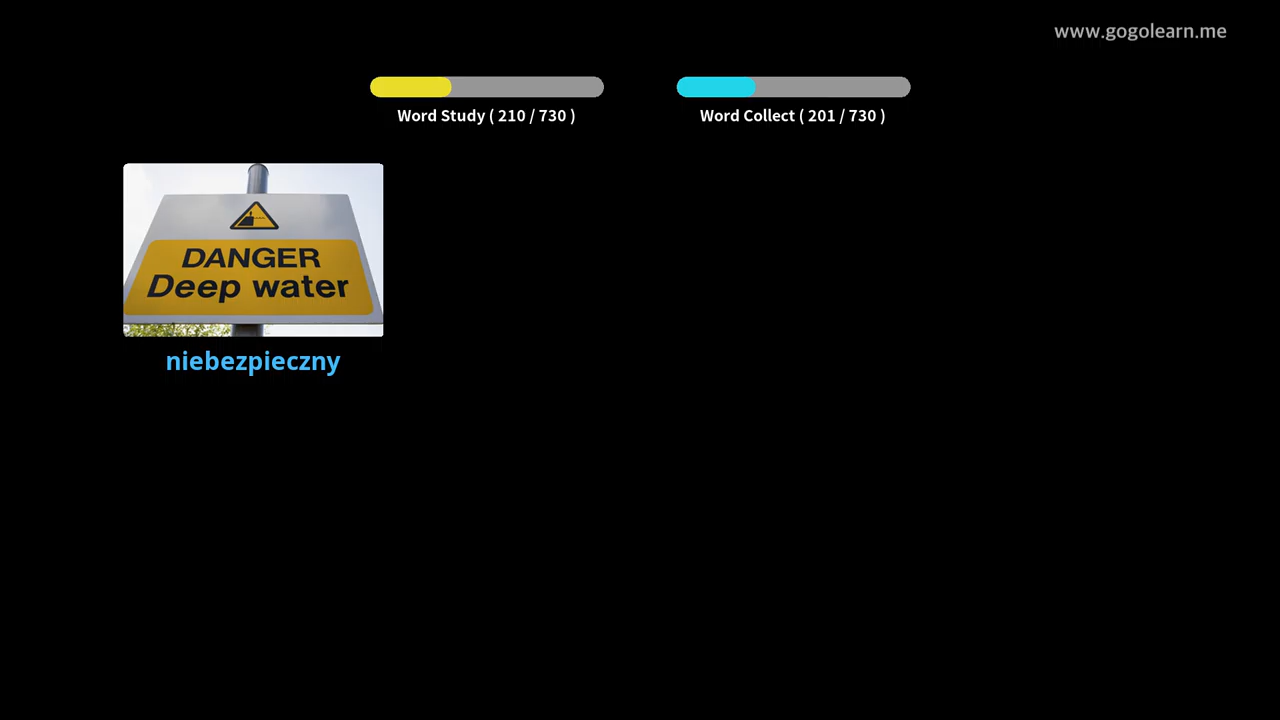 www.gogolearn.me
Word Study ( 210 / 730 )
Word Collect ( 201 / 730 )
DANGER
Deep water
niebezpieczny